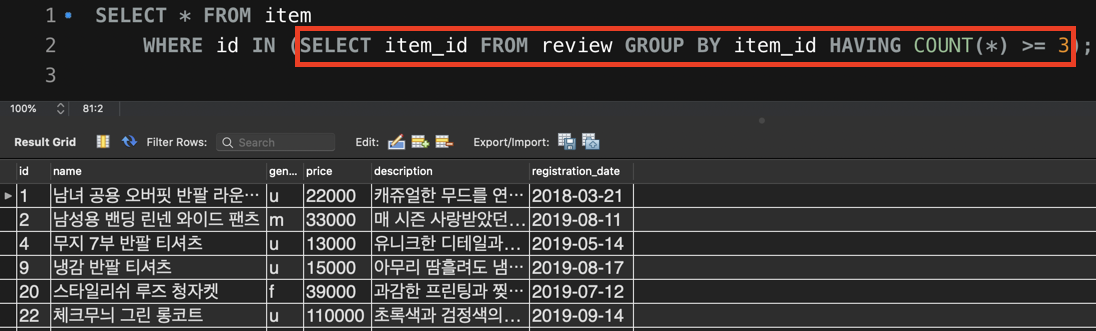 1 SELECT * FROM item
2 WHERE id IN (SELECT item_id FROM review GROUP BY item_id HAVING COUNT(*) >= 3);
3
100% 81:2
Result Grid Filter Rows: Search Edit: Export/Import:
id name gen... price description registration_date
1 남녀 공용 오버핏 반팔 라운... u 22000 캐쥬얼한 무드를 연... 2018-03-21
2 남성용 밴딩 린넨 와이드 팬츠 m 33000 매 시즌 사랑받았던... 2019-08-11
4 무지 7부 반팔 티셔츠 u 13000 유니크한 디테일과... 2019-05-14
9 냉감 반팔 티셔츠 u 15000 아무리 땀흘려도 냄... 2019-08-17
20 스타일리쉬 루즈 청자켓 f 39000 과감한 프린팅과 찢... 2019-07-12
22 체크무늬 그린 롱코트 u 110000 초록색과 검정색의... 2019-09-14